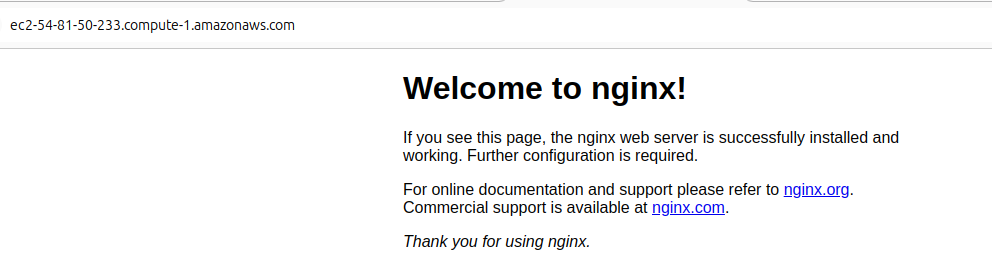 ec2-54-81-50-233.compute-1.amazonaws.com
Welcome to nginx!
If you see this page, the nginx web server is successfully installed and
working. Further configuration is required.
For online documentation and support please refer to nginx.org.
Commercial support is available at nginx.com.
Thank you for using nginx.